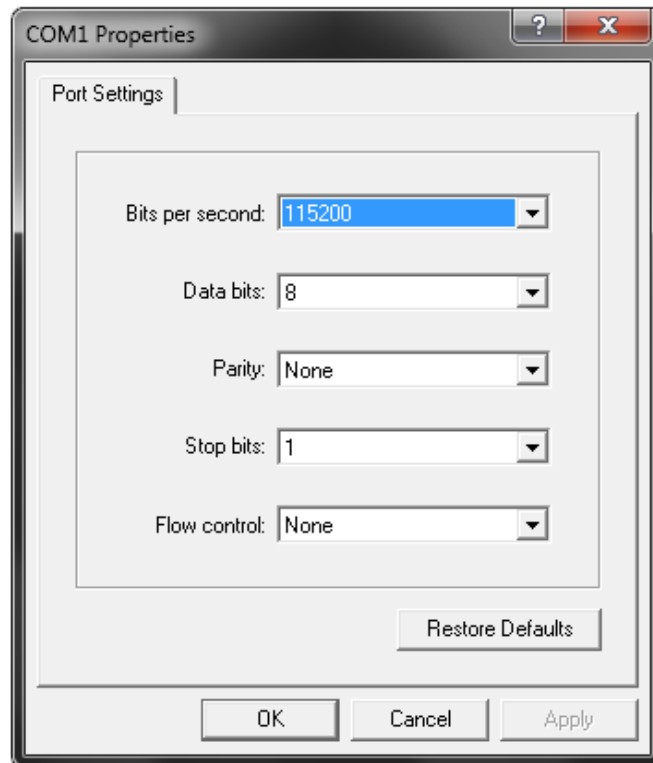 COM1 Properties
?
X
Port Settings
Bits per second: 115200
Data bits: 8
Parity: None
Stop bits: 1
Flow control: None
Restore Defaults
OK Cancel Apply